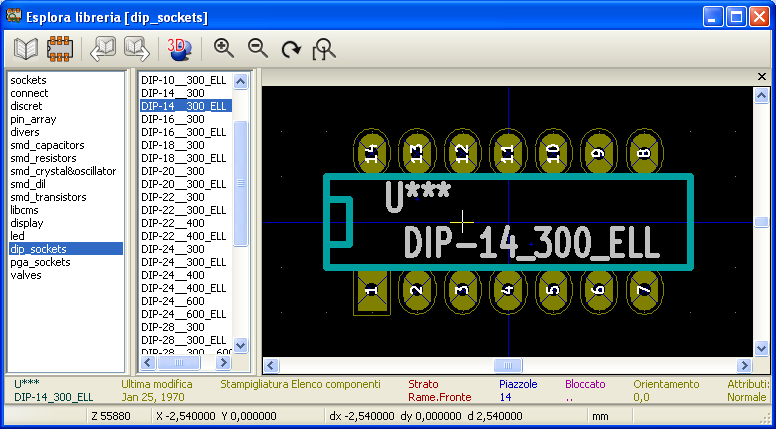 Esplora libreria [dip_sockets]
3D
sockets
connect
discret
pin_array
divers
smd_capacitors
smd_resistors
smd_crystal&oscillator
smd_dil
smd_transistors
libcms
display
led
dip_sockets
pga_sockets
valves
DIP-10__300_ELL
DIP-14__300
DIP-14__300_ELL
DIP-16__300
DIP-16__300_ELL
DIP-18__300
DIP-18__300_ELL
DIP-20__300
DIP-20__300_ELL
DIP-22__300
DIP-22__300_ELL
DIP-22__400
DIP-22__400_ELL
DIP-24__300
DIP-24__300_ELL
DIP-24__400
DIP-24__400_ELL
DIP-24__600
DIP-24__600_ELL
DIP-28__300
DIP-28__300_ELL
DIP-28__600
14 13 12 11 10 9 8
U***
DIP-14_300_ELL
1 2 3 4 5 6 7
U*** Ultima modifica Stampigliatura Elenco componenti Strato Piazzole Bloccato Orientamento Attributi:
DIP-14_300_ELL Jan 25, 1970 Rame.Fronte 14 .. 0,0 Normale
Z 55880 X -2,540000 Y 0,000000 dx -2,540000 dy 0,000000 d 2,540000 mm